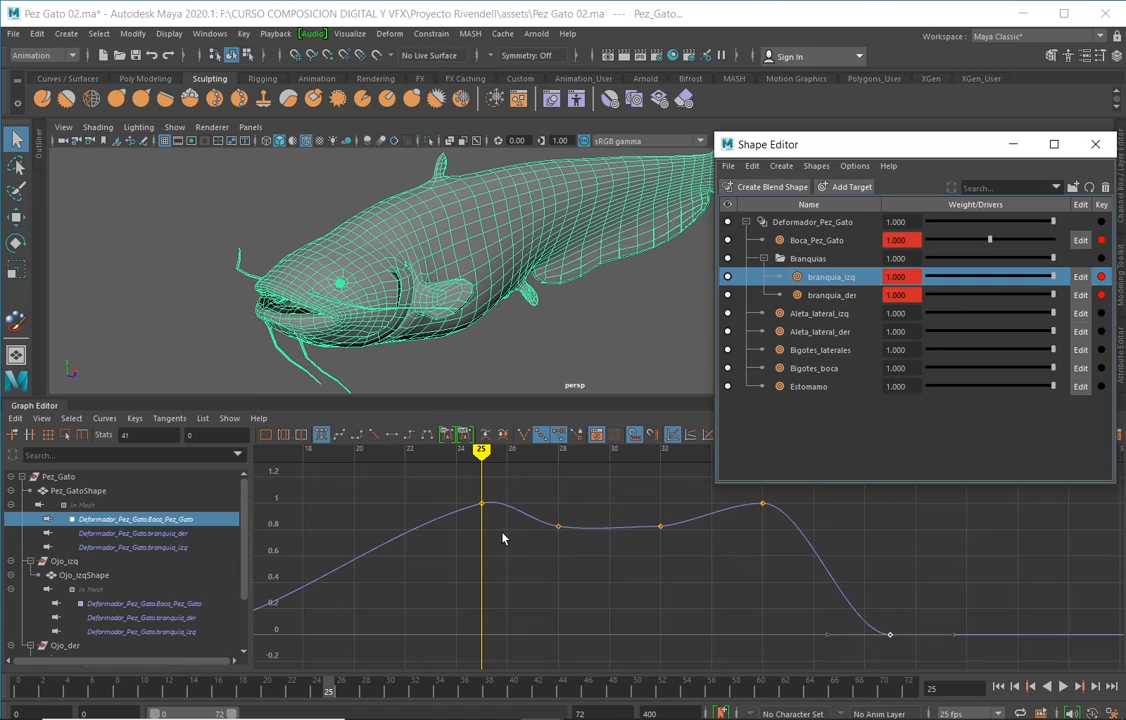 Pez Gato 02.ma* - Autodesk Maya 2020.1: F:\CURSO COMPOSICION DIGITAL Y VFX\Proyecto Rivendell\assets\Pez Gato 02.ma --- Pez_Gato...
File Edit Create Select Modify Display Windows Key Playback [Audio] Visualize Deform Constrain MASH Cache Arnold Help
Workspace : Maya Classic*
Animation No Live Surface Symmetry: Off Sign In
Curves / Surfaces Poly Modeling Sculpting Rigging Animation Rendering FX FX Caching Custom Animation_User Arnold Bifrost MASH Motion Graphics Polygons_User XGen XGen_User
Outliner
View Shading Lighting Show Renderer Panels
0.00 1.00 sRGB gamma
persp
Shape Editor
File Edit Create Shapes Options Help
Create Blend Shape Add Target Search...
Name Weight/Drivers Edit Key
Deformador_Pez_Gato 1.000
Boca_Pez_Gato 1.000 Edit
Branquias 1.000
branquia_izq 1.000 Edit
branquia_der 1.000 Edit
Aleta_lateral_izq 1.000 Edit
Aleta_lateral_der 1.000 Edit
Bigotes_laterales 1.000 Edit
Bigotes_boca 1.000 Edit
Estomamo 1.000 Edit
Channel Box / Layer Editor
Modeling Toolkit
Attribute Editor
Graph Editor
Edit View Select Curves Keys Tangents List Show Help
Stats 41 0
Search...
Pez_Gato
Pez_GatoShape
In Mesh
Deformador_Pez_Gato.Boca_Pez_Gato
Deformador_Pez_Gato.branquia_der
Deformador_Pez_Gato.branquia_izq
Ojo_izq
Ojo_izqShape
In Mesh
Deformador_Pez_Gato.Boca_Pez_Gato
Deformador_Pez_Gato.branquia_der
Deformador_Pez_Gato.branquia_izq
Ojo_der
18 20 22 24 25 26 28 30 32
1.2
1
0.8
0.6
0.4
0.2
0
-0.2
0 2 4 6 8 10 12 14 16 18 20 22 24 25 26 28 30 32 34 36 38 40 42 44 46 48 50 52 54 56 58 60 62 64 66 68 70 72
25
0 0 0 72 72 400 No Character Set No Anim Layer 25 fps